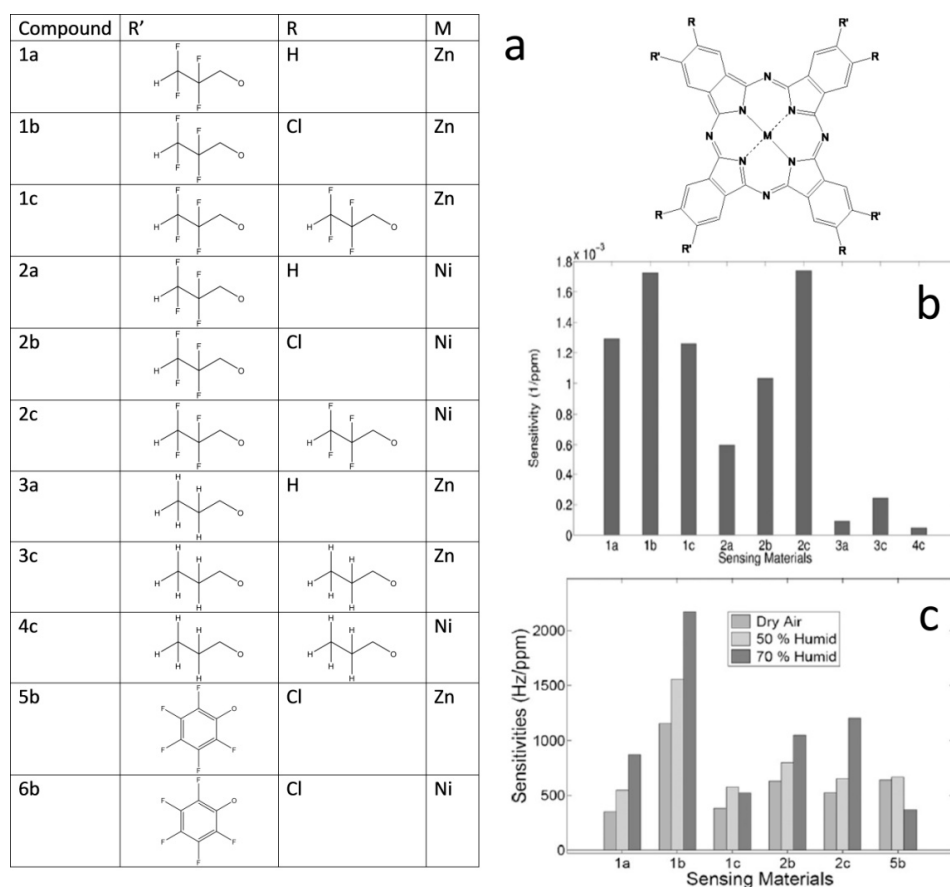 Compound R’ R M
1a H Zn
F F
H O
F F
1b Cl Zn
F F
H O
F F
1c Zn
F F F F
H O H O
F F F F
2a H Ni
F F
H O
F F
2b Cl Ni
F F
H O
F F
2c Ni
F F F F
H O H O
F F F F
3a H Zn
H H
H O
H H
3c Zn
H H H H
H O H O
H H H H
4c Ni
H H H H
H O H O
H H H H
5b Cl Zn
F
F O
F F
F
6b Cl Ni
F
F O
F F
F
a
R R
R' N R'
N N
N M N
N N
R N R'
R' R
b
x 10⁻³
1.8
1.6
1.4
1.2
1
0.8
0.6
0.4
0.2
0
Sensitivity (1/ppm)
1a 1b 1c 2a 2b 2c 3a 3c 4c
Sensing Materials
c
Dry Air
50 % Humid
70 % Humid
2000
1500
1000
500
0
Sensitivities (Hz/ppm)
1a 1b 1c 2b 2c 5b
Sensing Materials